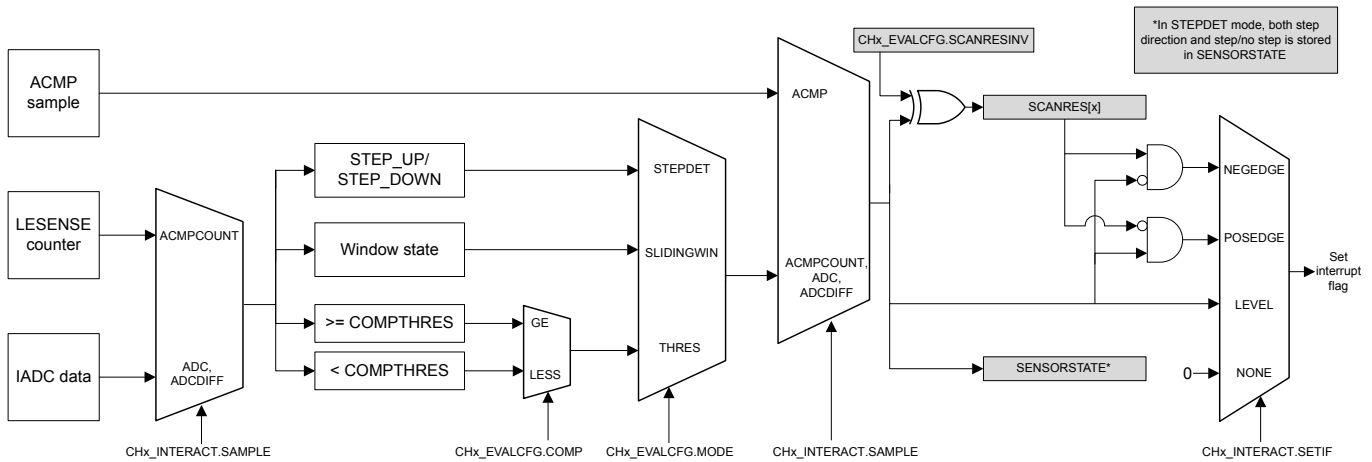 *In STEPDET mode, both step
direction and step/no step is stored
in SENSORSTATE
CHx_EVALCFG.SCANRESINV
ACMP
sample
ACMP
SCANRES[x]
STEP_UP/
STEP_DOWN
STEPDET
NEGEDGE
LESENSE
counter
ACMPCOUNT
Window state
SLIDINGWIN
POSEDGE
ACMPCOUNT,
ADC,
ADCDIFF
Set
interrupt
flag
>= COMPTHRES
GE
LEVEL
IADC data
ADC,
ADCDIFF
< COMPTHRES
LESS
THRES
SENSORSTATE*
0
NONE
CHx_INTERACT.SAMPLE
CHx_EVALCFG.COMP
CHx_EVALCFG.MODE
CHx_INTERACT.SAMPLE
CHx_INTERACT.SETIF